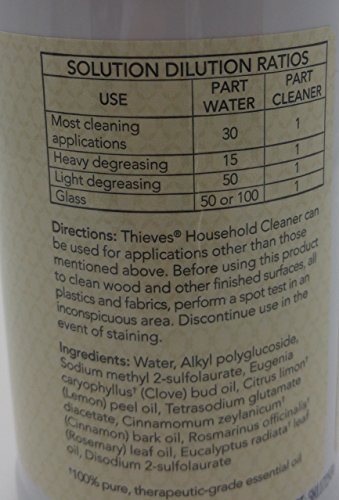 SOLUTION DILUTION RATIOS
USE PART WATER PART CLEANER
Most cleaning applications 30 1
Heavy degreasing 15 1
Light degreasing 50 1
Glass 50 or 100 1
Directions: Thieves® Household Cleaner can
be used for applications other than those
mentioned above. Before using this product
to clean wood and other finished surfaces, all
plastics and fabrics, perform a spot test in an
inconspicuous area. Discontinue use in the
event of staining.
Ingredients: Water, Alkyl polyglucoside,
Sodium methyl 2-sulfolaurate, Eugenia
caryophyllus† (Clove) bud oil, Citrus limon†
(Lemon) peel oil, Tetrasodium glutamate
diacetate, Cinnamomum zeylanicum†
(Cinnamon) bark oil, Rosmarinus officinalis†
(Rosemary) leaf oil, Eucalyptus radiata† leaf
oil, Disodium 2-sulfolaurate
†100% pure, therapeutic-grade essential oil